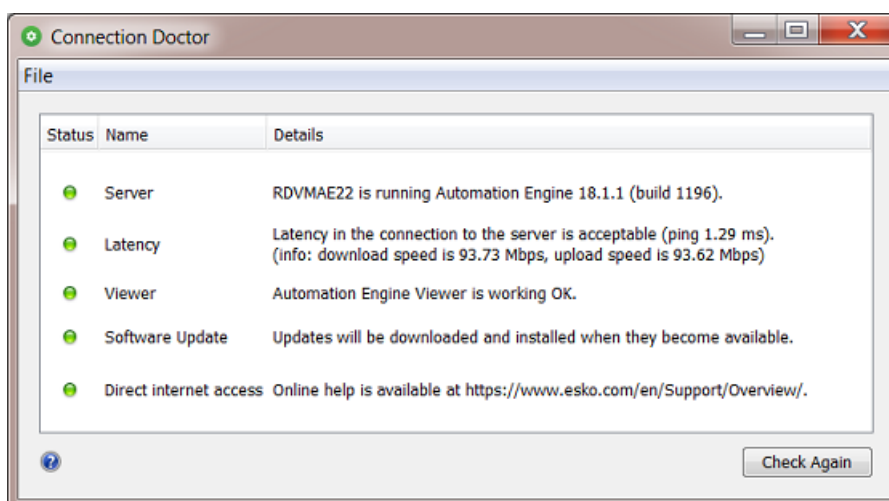 Connection Doctor
File
Status Name Details
Server RDVMAE22 is running Automation Engine 18.1.1 (build 1196).
Latency Latency in the connection to the server is acceptable (ping 1.29 ms).
(info: download speed is 93.73 Mbps, upload speed is 93.62 Mbps)
Viewer Automation Engine Viewer is working OK.
Software Update Updates will be downloaded and installed when they become available.
Direct internet access Online help is available at https://www.esko.com/en/Support/Overview/.
Check Again